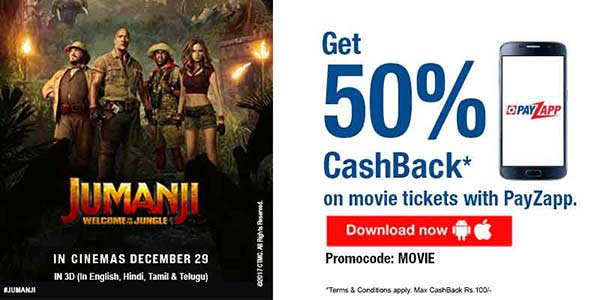 JUMANJI
WELCOME TO THE JUNGLE
IN CINEMAS DECEMBER 29
IN 3D (In English, Hindi, Tamil & Telugu)
#JUMANJI
©2017 CTMG. All Rights Reserved.
Get
50%
CashBack*
on movie tickets with PayZapp.
PAYZAPP
Download now
Promocode: MOVIE
*Terms & Conditions apply. Max CashBack Rs.100/-